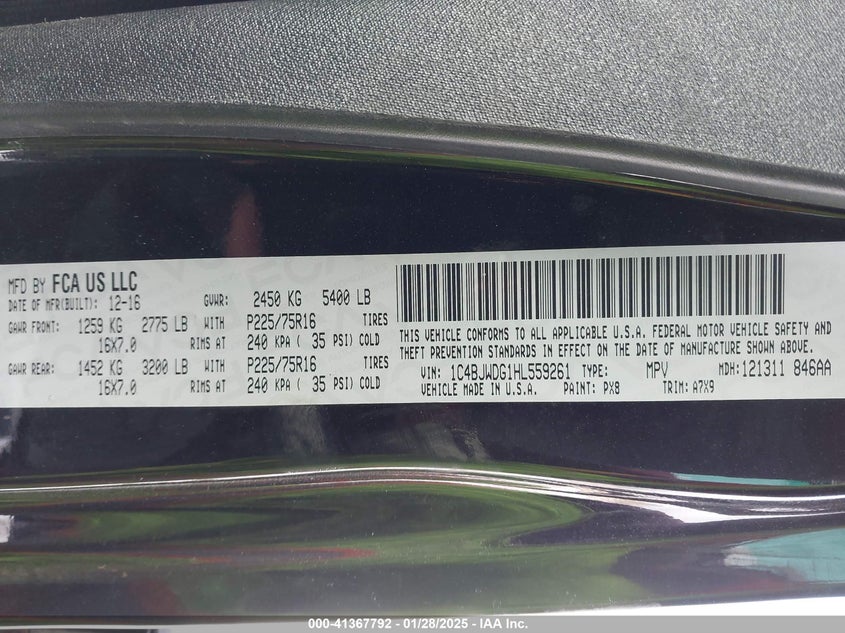 MFD BY FCA US LLC
DATE OF MFR(BUILT): 12-16 GVWR: 2450 KG 5400 LB
GAWR FRONT: 1259 KG 2775 LB WITH P225/75R16 TIRES
16X7.0 RIMS AT 240 KPA ( 35 PSI) COLD
GAWR REAR: 1452 KG 3200 LB WITH P225/75R16 TIRES
16X7.0 RIMS AT 240 KPA ( 35 PSI) COLD
THIS VEHICLE CONFORMS TO ALL APPLICABLE U.S.A. FEDERAL MOTOR VEHICLE SAFETY AND
THEFT PREVENTION STANDARDS IN EFFECT ON THE DATE OF MANUFACTURE SHOWN ABOVE.
VIN: 1C4BJWDG1HL559261 TYPE: MPV MDH: 121311 846AA
VEHICLE MADE IN U.S.A. PAINT: PX8 TRIM: A7X9
000-41367792 - 01/28/2025 - IAA Inc.